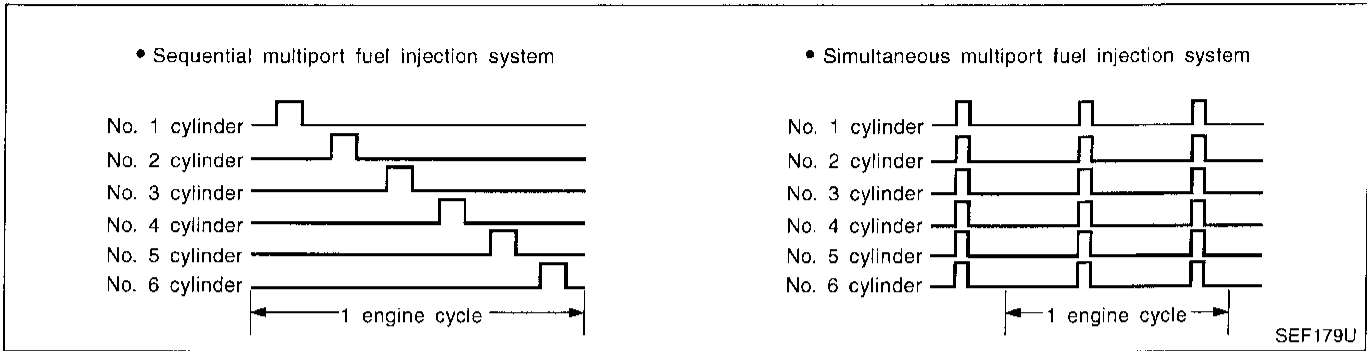 • Sequential multiport fuel injection system
No. 1 cylinder
No. 2 cylinder
No. 3 cylinder
No. 4 cylinder
No. 5 cylinder
No. 6 cylinder
1 engine cycle
• Simultaneous multiport fuel injection system
No. 1 cylinder
No. 2 cylinder
No. 3 cylinder
No. 4 cylinder
No. 5 cylinder
No. 6 cylinder
1 engine cycle
SEF179U